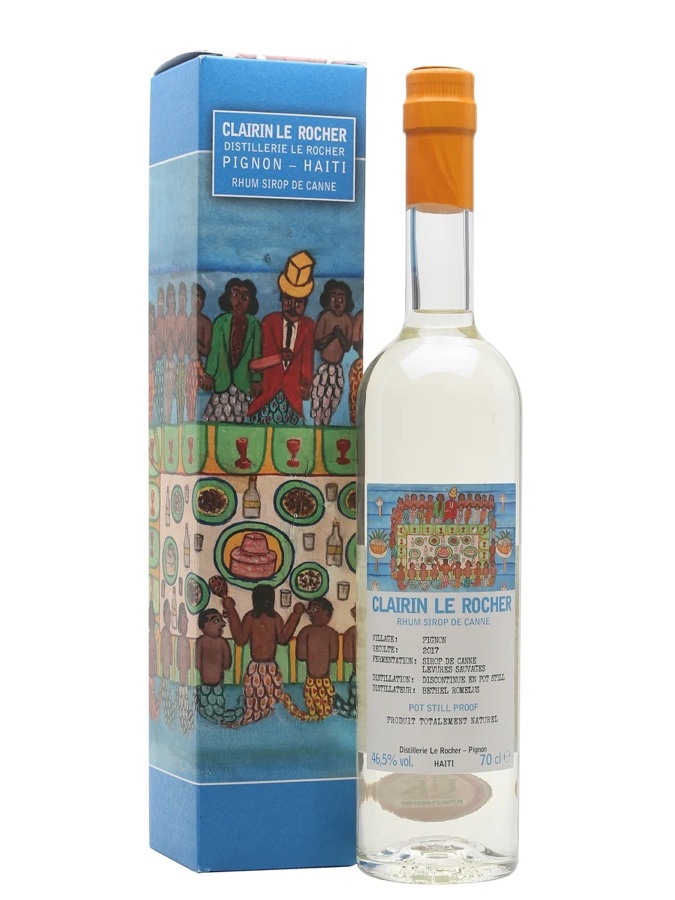 CLAIRIN LE ROCHER
DISTILLERIE LE ROCHER
PIGNON – HAITI
RHUM SIROP DE CANNE
CLAIRIN LE ROCHER
RHUM SIROP DE CANNE
VILLAGE: PIGNON
RECOLTE: 2017
FERMENTATION: SIROP DE CANNE
LEVURES SAUVAGES
DISTILLATION: DISCONTINUE EN POT STILL
DISTILLATEUR: BETHEL ROMELUS
POT STILL PROOF
PRODUIT TOTALEMENT NATUREL
Distillerie Le Rocher – Pignon
46,5% vol. HAITI 70 cl ℮